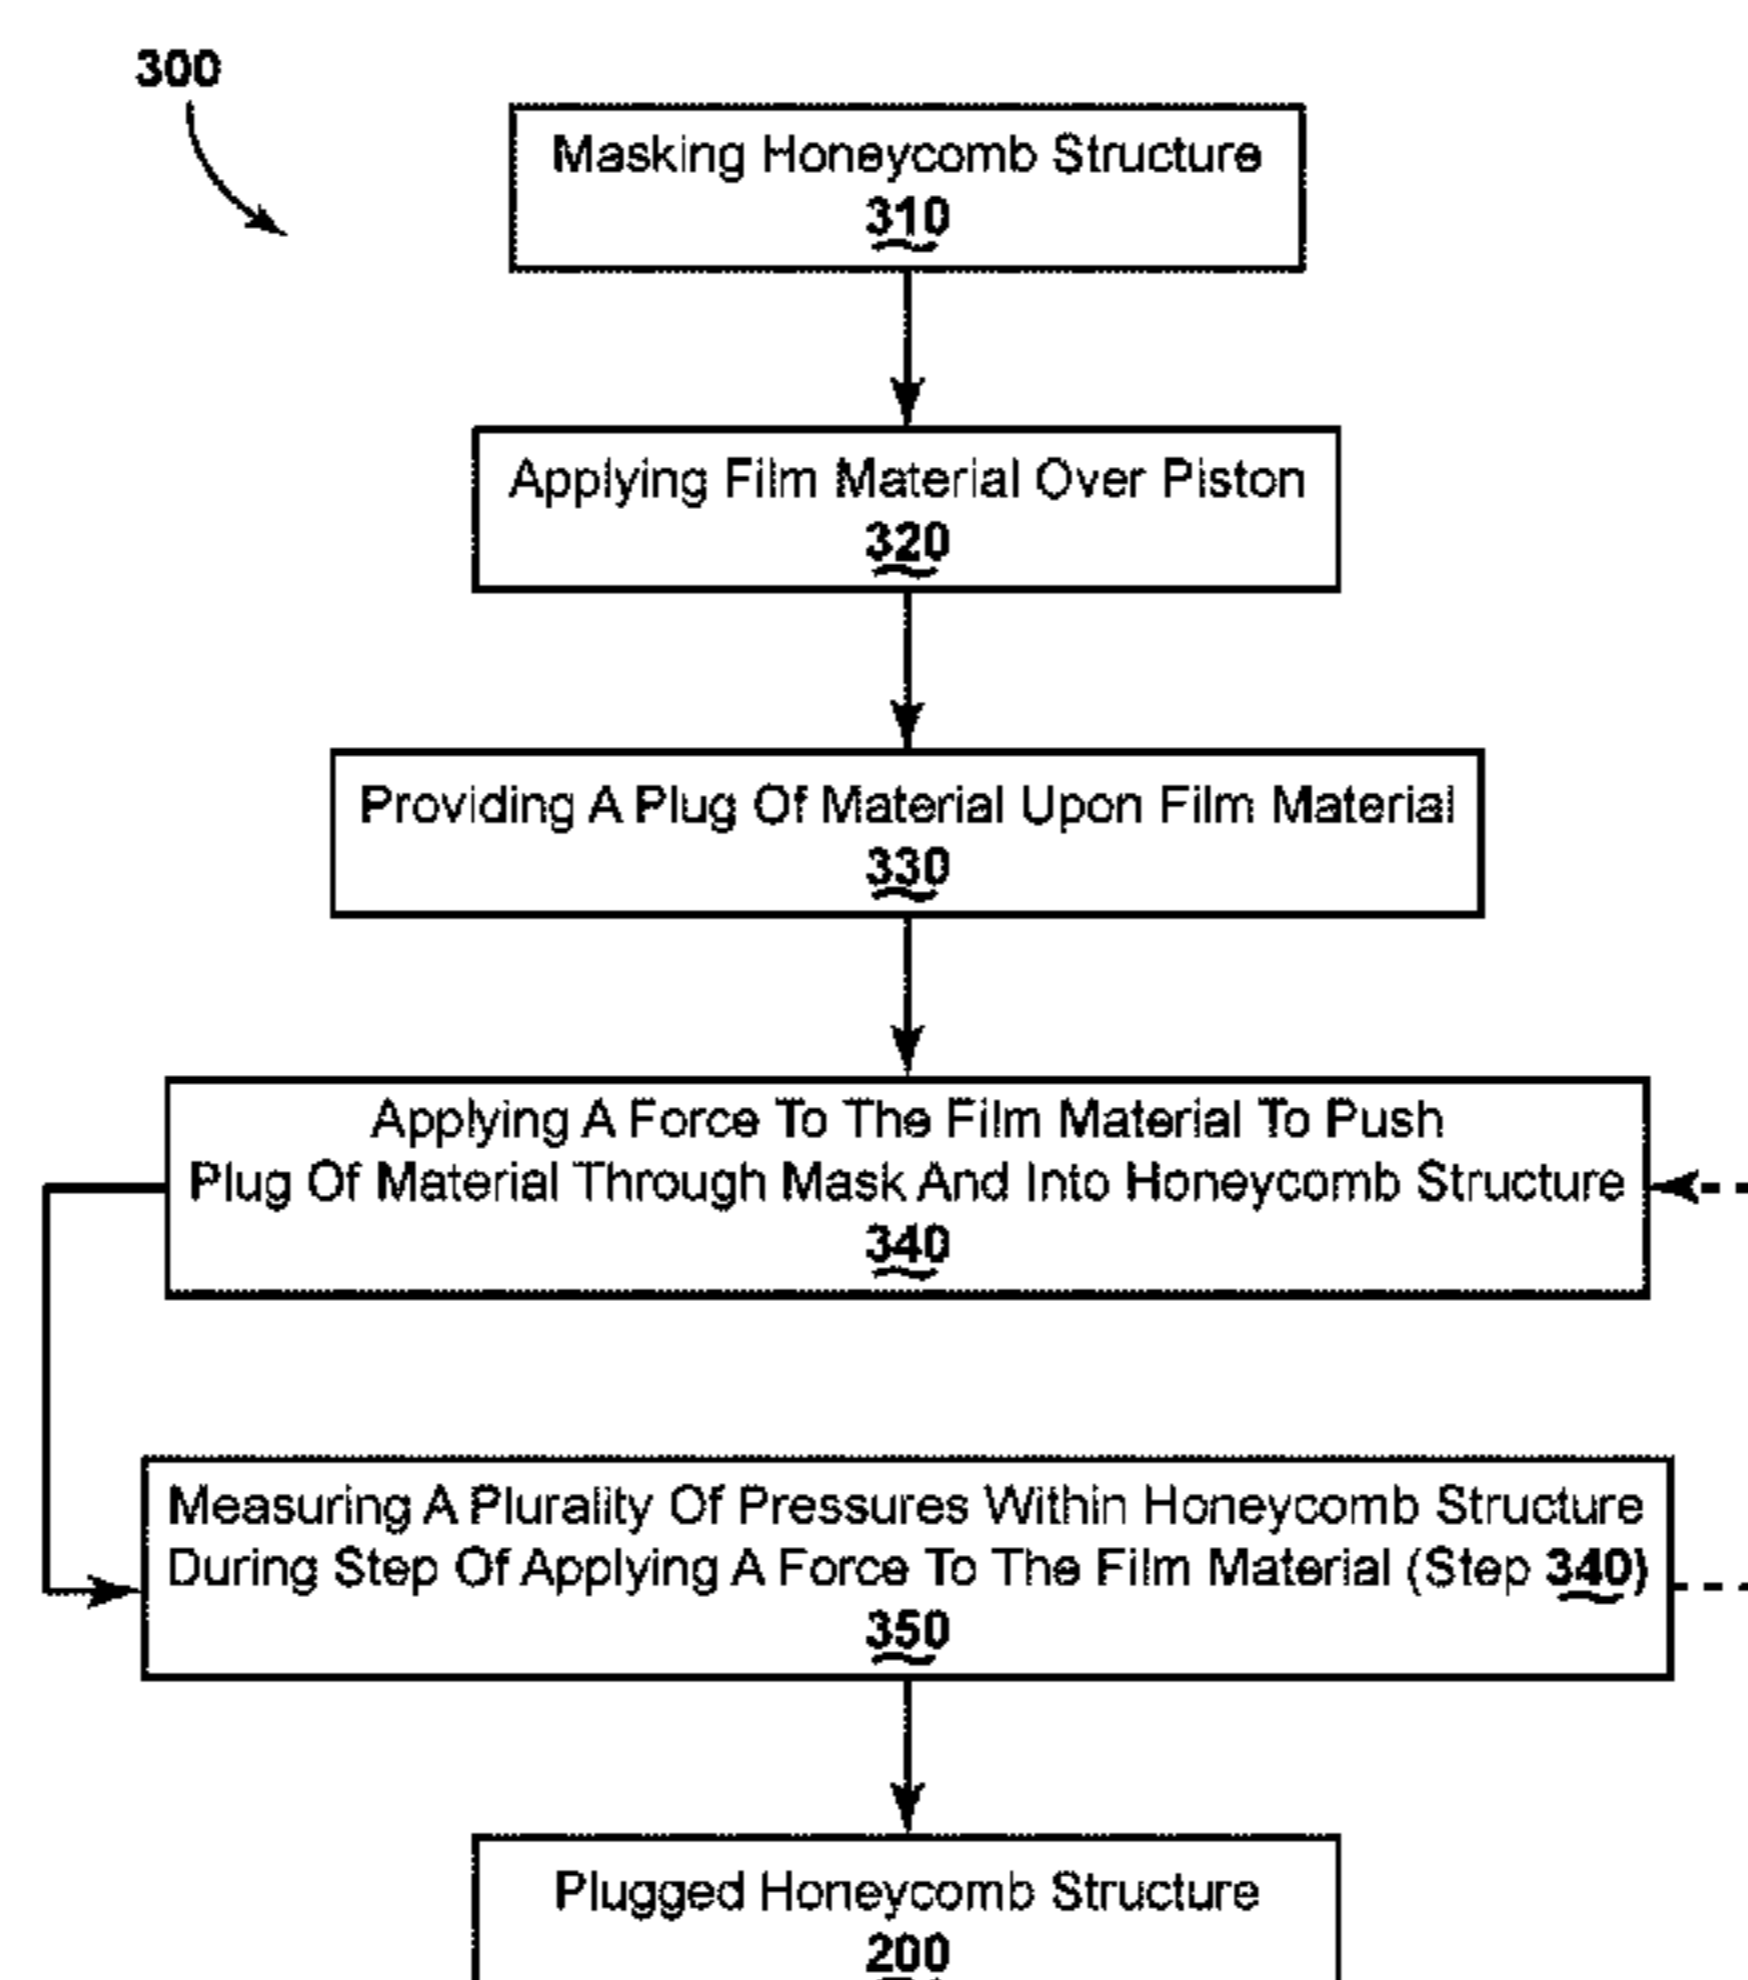 300
Masking Honeycomb Structure
310
Applying Film Material Over Piston
320
Providing A Plug Of Material Upon Film Material
330
Applying A Force To The Film Material To Push
Plug Of Material Through Mask And Into Honeycomb Structure
340
Measuring A Plurality Of Pressures Within Honeycomb Structure
During Step Of Applying A Force To The Film Material (Step 340)
350
Plugged Honeycomb Structure
200